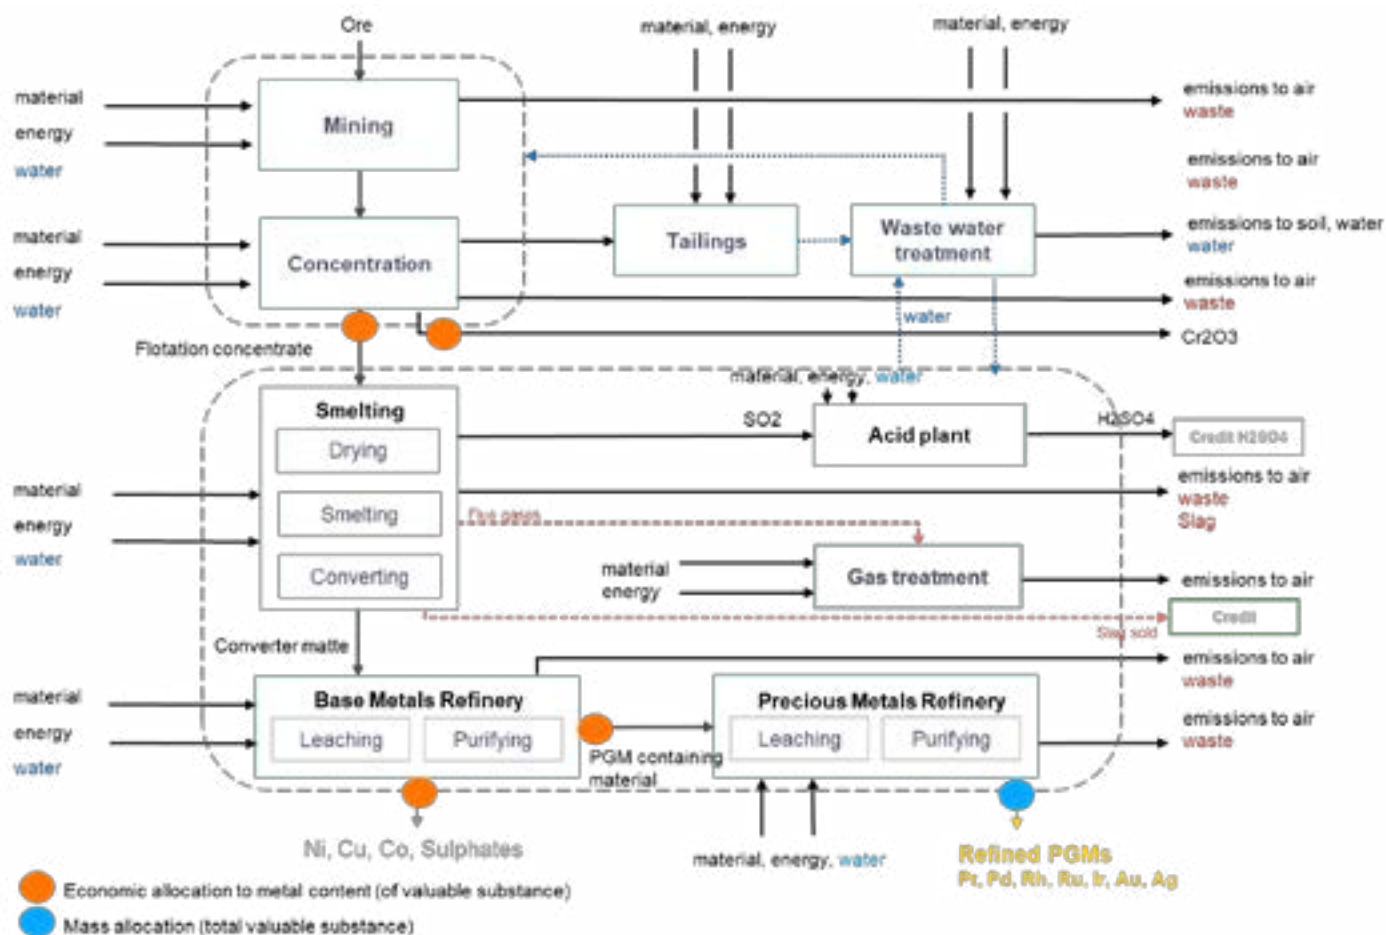 Ore
material, energy
material, energy
material
energy
water
Mining
emissions to air
waste
emissions to air
waste
material
energy
water
Concentration
Tailings
Waste water
treatment
emissions to soil, water
water
emissions to air
waste
water
Cr2O3
Flotation concentrate
material, energy, water
Smelting
Drying
Smelting
Converting
SO2
Acid plant
H2SO4
Credit H2SO4
material
energy
water
emissions to air
waste
Slag
Flue gases
material
energy
Gas treatment
emissions to air
Credit
Slag sold
Converter matte
emissions to air
waste
material
energy
water
Base Metals Refinery
Leaching
Purifying
PGM containing
material
Precious Metals Refinery
Leaching
Purifying
emissions to air
waste
Ni, Cu, Co, Sulphates
material, energy, water
Refined PGMs
Pt, Pd, Rh, Ru, Ir, Au, Ag
Economic allocation to metal content (of valuable substance)
Mass allocation (total valuable substance)